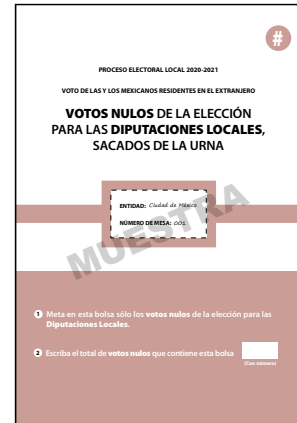 #
PROCESO ELECTORAL LOCAL 2020-2021
VOTO DE LAS Y LOS MEXICANOS RESIDENTES EN EL EXTRANJERO
VOTOS NULOS DE LA ELECCIÓN
PARA LAS DIPUTACIONES LOCALES,
SACADOS DE LA URNA
ENTIDAD: Ciudad de México
NÚMERO DE MESA: 001
MUESTRA
1 Meta en esta bolsa sólo los votos nulos de la elección para las
Diputaciones Locales.
2 Escriba el total de votos nulos que contiene esta bolsa
(Con número)